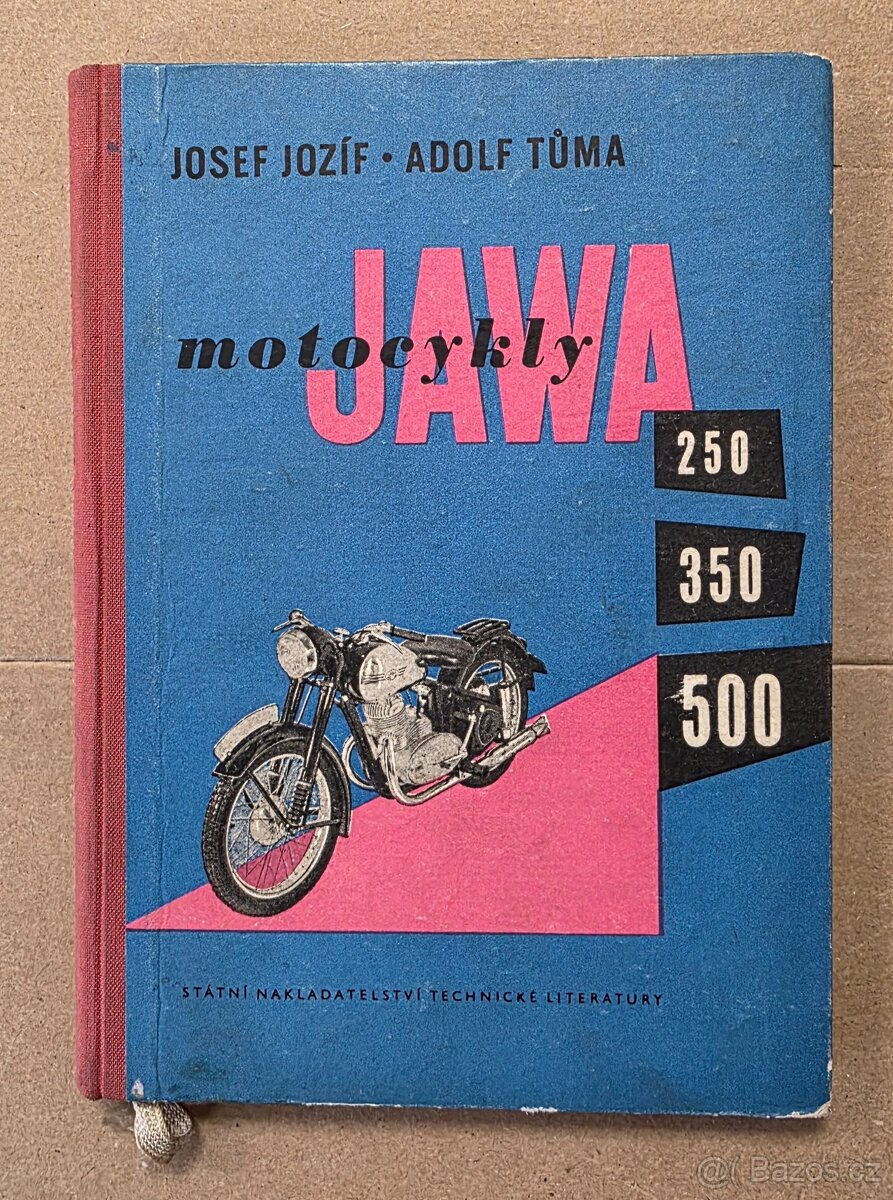 JOSEF JOZÍF • ADOLF TŮMA
JAWA
motocykly
250
350
500
STÁTNÍ NAKLADATELSTVÍ TECHNICKÉ LITERATURY
Bazos.cz